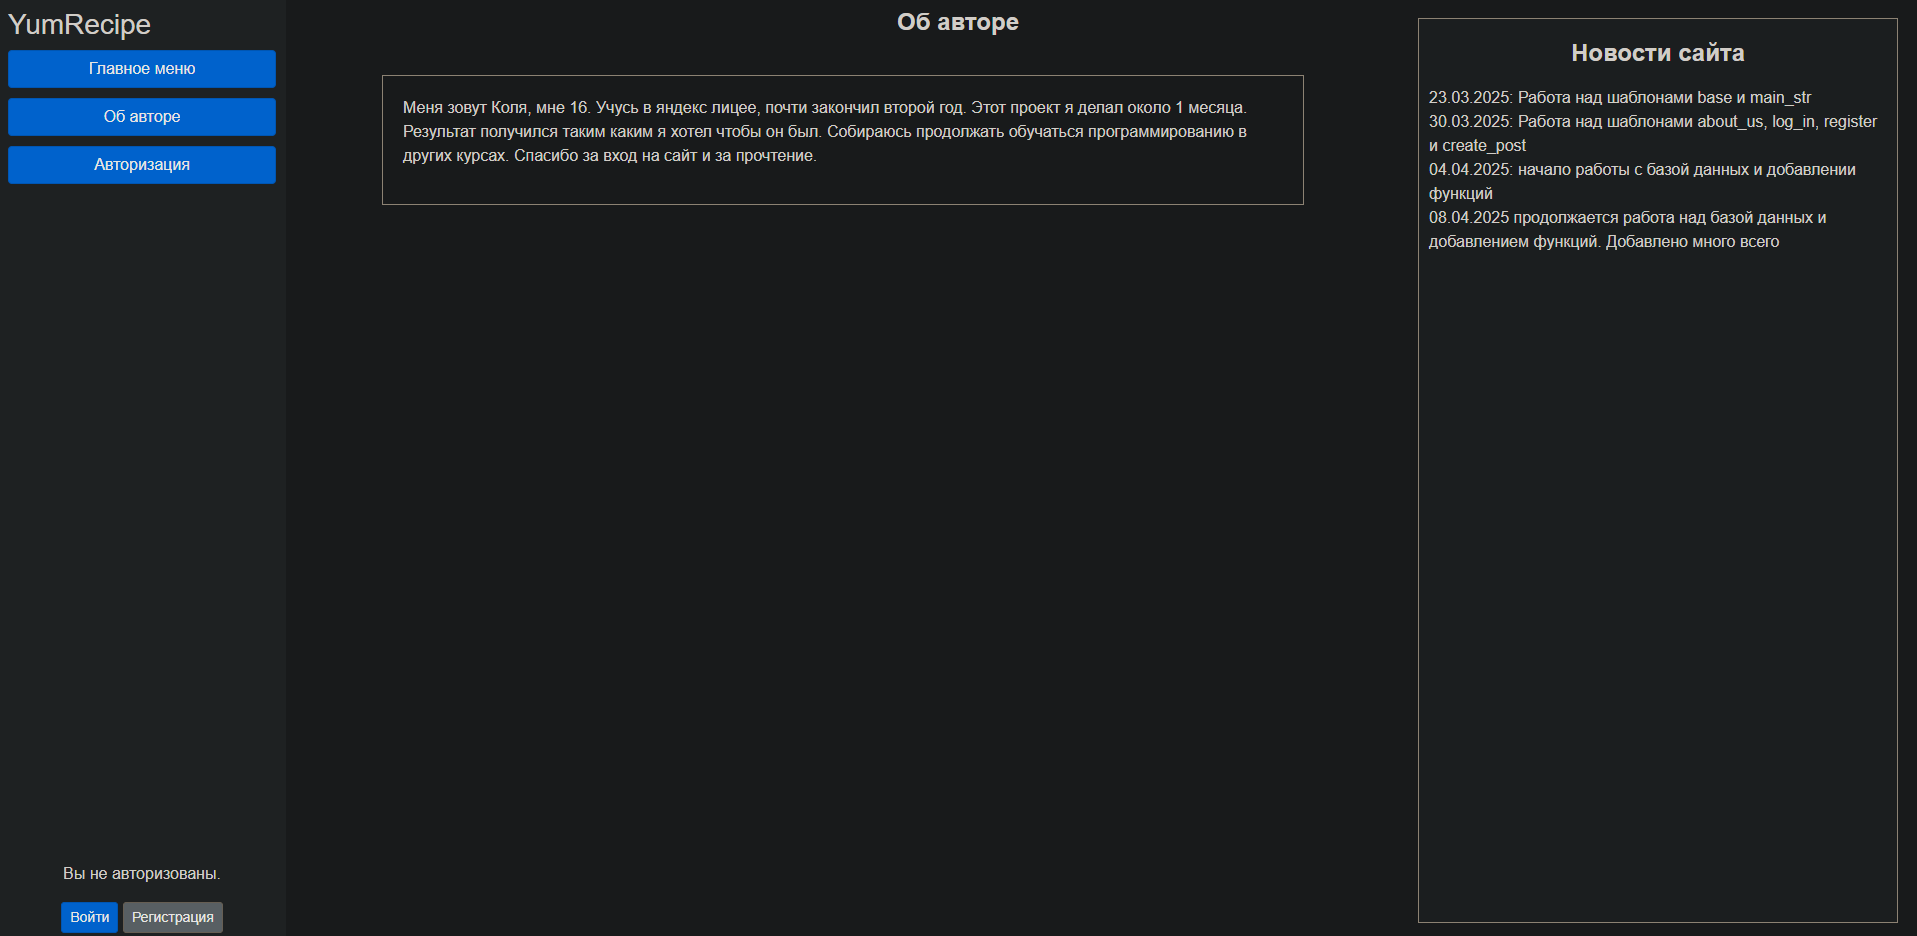 YumRecipe
Главное меню
Об авторе
Авторизация
Вы не авторизованы.
Войти
Регистрация
Об авторе
Меня зовут Коля, мне 16. Учусь в яндекс лицее, почти закончил второй год. Этот проект я делал около 1 месяца.
Результат получился таким каким я хотел чтобы он был. Собираюсь продолжать обучаться программированию в
других курсах. Спасибо за вход на сайт и за прочтение.
Новости сайта
23.03.2025: Работа над шаблонами base и main_str
30.03.2025: Работа над шаблонами about_us, log_in, register
и create_post
04.04.2025: начало работы с базой данных и добавлении
функций
08.04.2025 продолжается работа над базой данных и
добавлением функций. Добавлено много всего